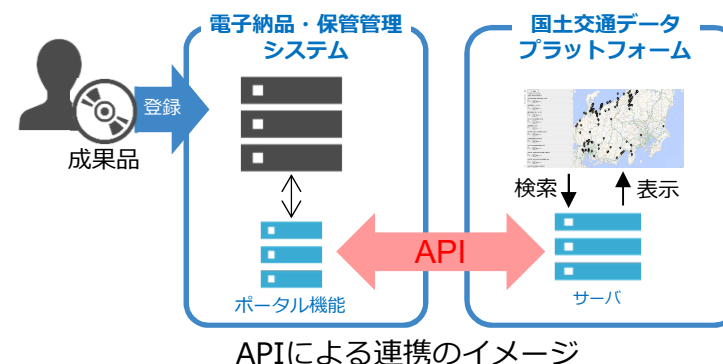 電子納品・保管管理
システム
国土交通データ
プラットフォーム
登録
成果品
検索
表示
API
ポータル機能
サーバ
APIによる連携のイメージ